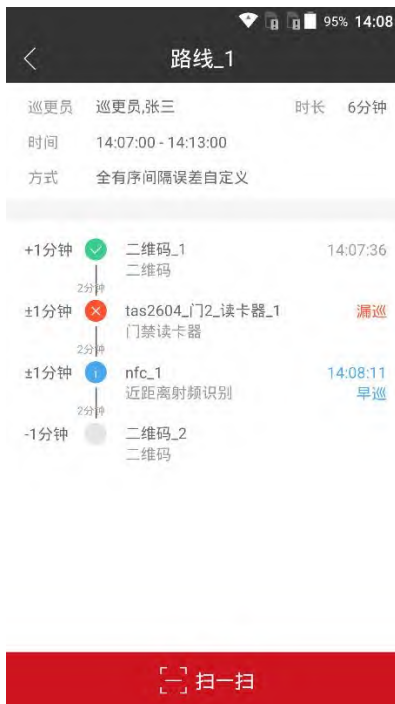 95% 14:08
路线_1
巡更员 巡更员,张三 时长 6分钟
时间 14:07:00 - 14:13:00
方式 全有序间隔误差自定义
+1分钟 二维码_1 14:07:36
二维码
2分钟
±1分钟 tas2604_门2_读卡器_1 漏巡
门禁读卡器
2分钟
±1分钟 nfc_1 14:08:11
近距离射频识别 早巡
2分钟
-1分钟 二维码_2
二维码
扫一扫